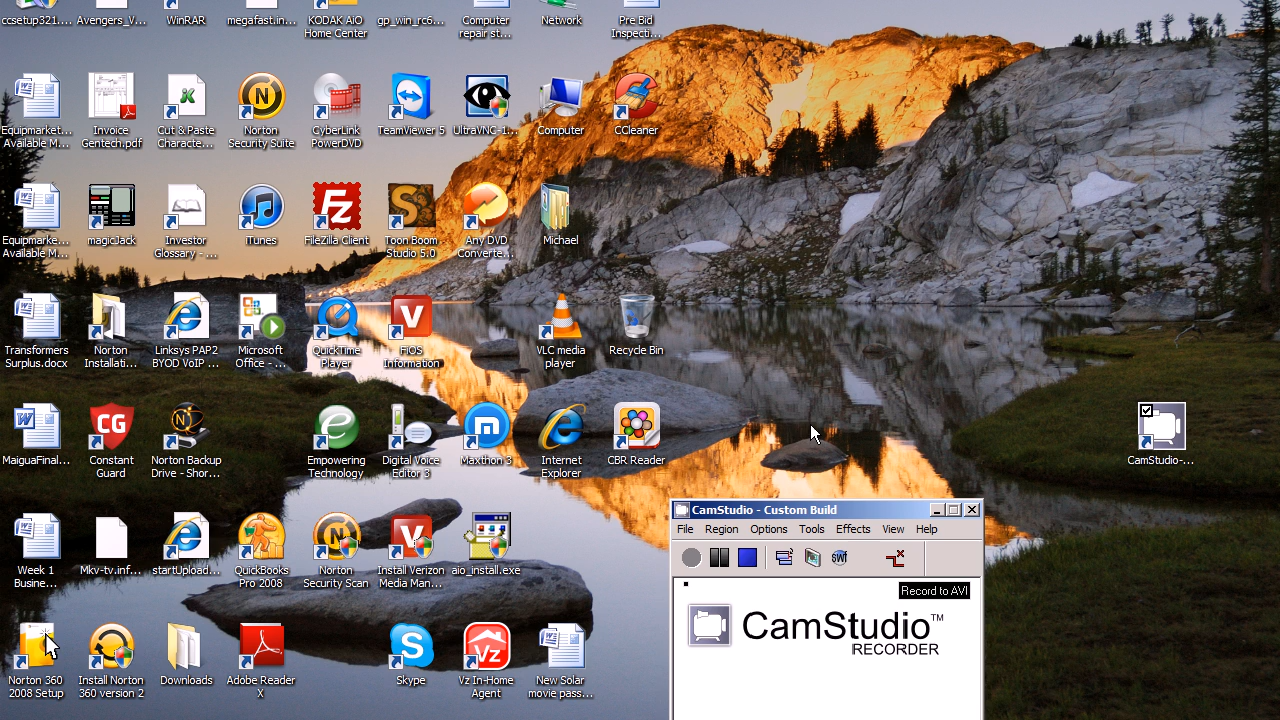 ccsetup321....
Avengers_V...
WinRAR
megafast.in...
KODAK AiO
Home Center
gp_win_rc6...
Computer
repair st...
Network
Pre Bid
Inspecti...
Equipmarket...
Available M...
Invoice
Gentech.pdf
Cut & Paste
Characte...
Norton
Security Suite
CyberLink
PowerDVD
TeamViewer 5
UltraVNC-1...
Computer
CCleaner
Equipmarke...
Available M...
magicJack
Investor
Glossary - ...
iTunes
FileZilla Client
Toon Boom
Studio 5.0
Any DVD
Converte...
Michael
Transformers
Surplus.docx
Norton
Installati...
Linksys PAP2
BYOD VoIP ...
Microsoft
Office - ...
QuickTime
Player
FiOS
Information
VLC media
player
Recycle Bin
MaiguaFinal...
CG
Constant
Guard
Norton Backup
Drive - Shor...
Empowering
Technology
Digital Voice
Editor 3
Maxthon 3
Internet
Explorer
CBR Reader
CamStudio-...
Week 1
Busine...
Mkv-tv.inf...
startUpload...
QuickBooks
Pro 2008
Norton
Security Scan
Install Verizon
Media Man...
aio_install.exe
Norton 360
2008 Setup
Install Norton
360 version 2
Downloads
Adobe Reader
X
Skype
Vz In-Home
Agent
New Solar
movie pass...
CamStudio - Custom Build
File Region Options Tools Effects View Help
swf
Record to AVI
CamStudio™
RECORDER